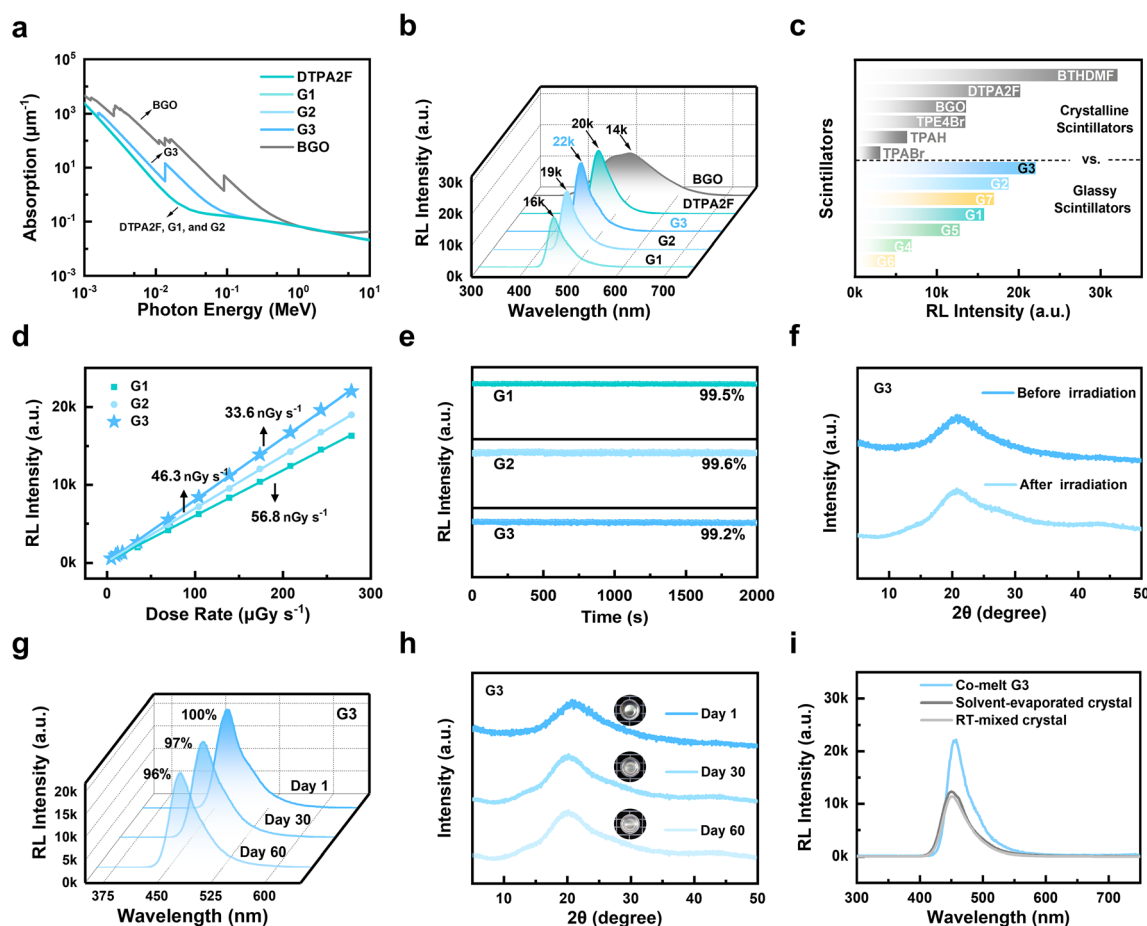 a
Absorption (μm⁻¹)
10⁵
10³
10¹
10⁻¹
10⁻³
10⁻³
10⁻²
10⁻¹
10⁰
10¹
Photon Energy (MeV)
DTPA2F
G1
G2
G3
BGO
BGO
G3
DTPA2F, G1, and G2
b
RL Intensity (a.u.)
30k
20k
10k
0k
300 400 500 600 700
Wavelength (nm)
16k
19k
22k
20k
14k
BGO
DTPA2F
G3
G2
G1
c
Scintillators
BTHDMF
DTPA2F
BGO
TPE4Br
TPAH
TPABr
Crystalline
Scintillators
vs.
G3
G2
G7
G1
G5
G4
G6
Glassy
Scintillators
0k 10k 20k 30k
RL Intensity (a.u.)
d
RL Intensity (a.u.)
20k
10k
0k
0 50 100 150 200 250 300
Dose Rate (μGy s⁻¹)
G1
G2
G3
33.6 nGy s⁻¹
46.3 nGy s⁻¹
56.8 nGy s⁻¹
e
RL Intensity (a.u.)
G1 99.5%
G2 99.6%
G3 99.2%
0 500 1000 1500 2000
Time (s)
f
Intensity (a.u.)
G3
Before irradiation
After irradiation
10 20 30 40 50
2θ (degree)
g
RL Intensity (a.u.)
20k
15k
10k
5k
0k
375 450 525 600
Wavelength (nm)
G3
100%
97%
96%
Day 1
Day 30
Day 60
h
Intensity (a.u.)
G3
Day 1
Day 30
Day 60
10 20 30 40 50
2θ (degree)
i
RL Intensity (a.u.)
30k
20k
10k
0k
300 400 500 600 700
Wavelength (nm)
Co-melt G3
Solvent-evaporated crystal
RT-mixed crystal